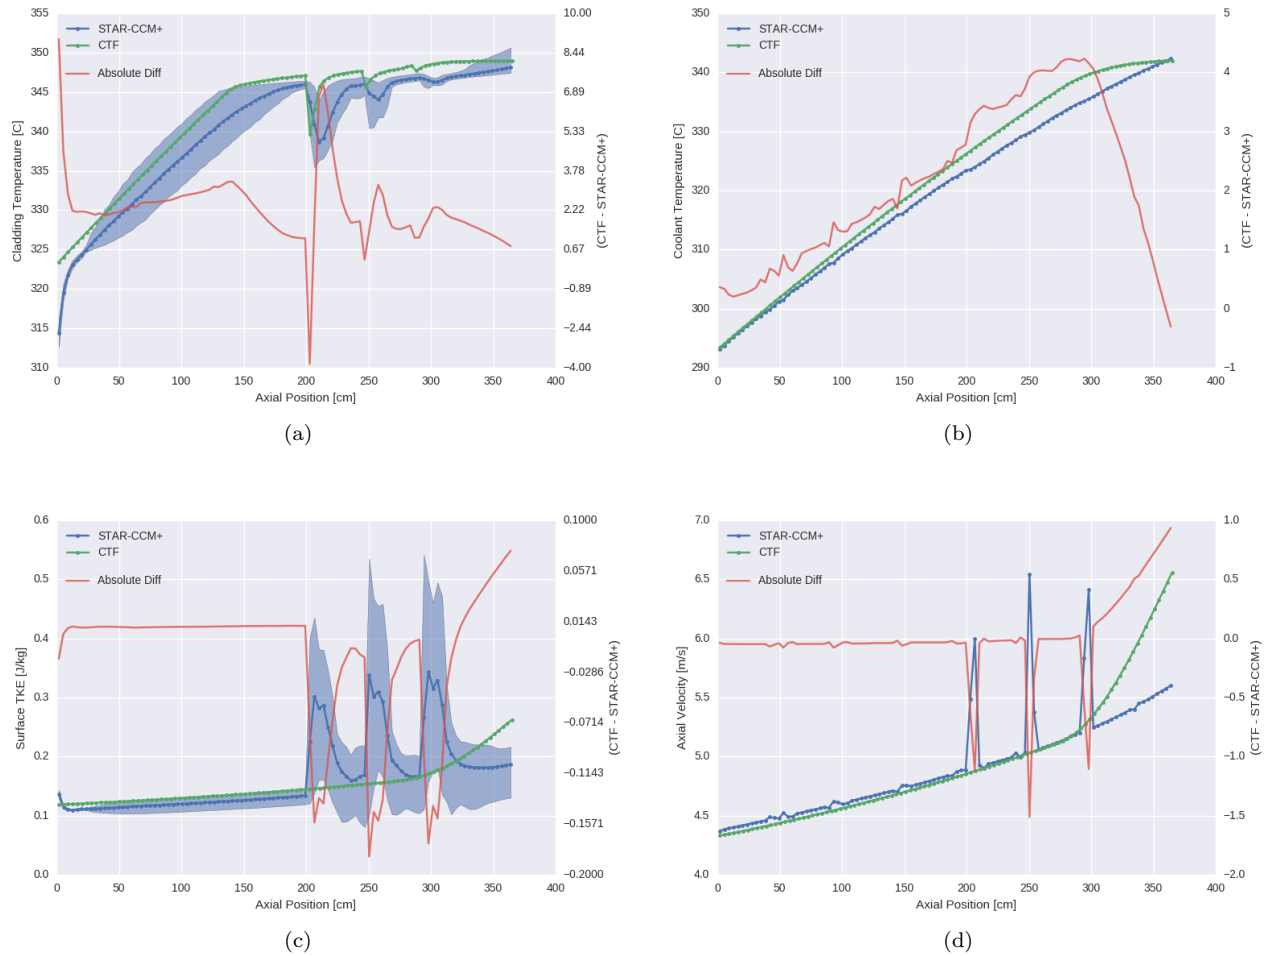 355
350
345
340
335
330
325
320
315
310
Cladding Temperature [C]
STAR-CCM+
CTF
Absolute Diff
10.00
8.44
6.89
5.33
3.78
2.22
0.67
−0.89
−2.44
−4.00
(CTF - STAR-CCM+)
0 50 100 150 200 250 300 350 400
Axial Position [cm]
(a)
350
340
330
320
310
300
290
Coolant Temperature [C]
STAR-CCM+
CTF
Absolute Diff
5
4
3
2
1
0
−1
(CTF - STAR-CCM+)
0 50 100 150 200 250 300 350 400
Axial Position [cm]
(b)
0.6
0.5
0.4
0.3
0.2
0.1
0.0
Surface TKE [J/kg]
STAR-CCM+
CTF
Absolute Diff
0.1000
0.0571
0.0143
−0.0286
−0.0714
−0.1143
−0.1571
−0.2000
(CTF - STAR-CCM+)
0 50 100 150 200 250 300 350 400
Axial Position [cm]
(c)
7.0
6.5
6.0
5.5
5.0
4.5
4.0
Axial Velocity [m/s]
STAR-CCM+
CTF
Absolute Diff
1.0
0.5
0.0
−0.5
−1.0
−1.5
−2.0
(CTF - STAR-CCM+)
0 50 100 150 200 250 300 350 400
Axial Position [cm]
(d)